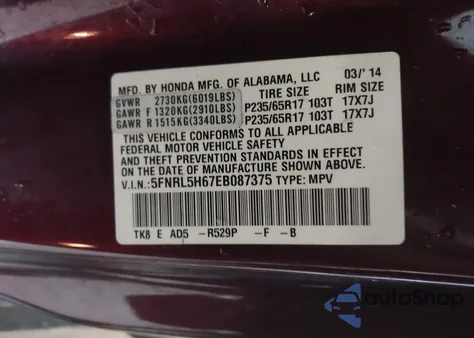 MFD. BY HONDA MFG. OF ALABAMA, LLC 03/'14
GVWR 2730KG(6019LBS) TIRE SIZE RIM SIZE
GAWR F 1320KG(2910LBS) P235/65R17 103T 17X7J
GAWR R 1515KG(3340LBS) P235/65R17 103T 17X7J
THIS VEHICLE CONFORMS TO ALL APPLICABLE
FEDERAL MOTOR VEHICLE SAFETY
AND THEFT PREVENTION STANDARDS IN EFFECT
ON THE DATE OF MANUFACTURE SHOWN ABOVE.
V.I.N.: 5FNRL5H67EB087375 TYPE: MPV
TK8 E AD5 -R529P -F -B
autoSnap